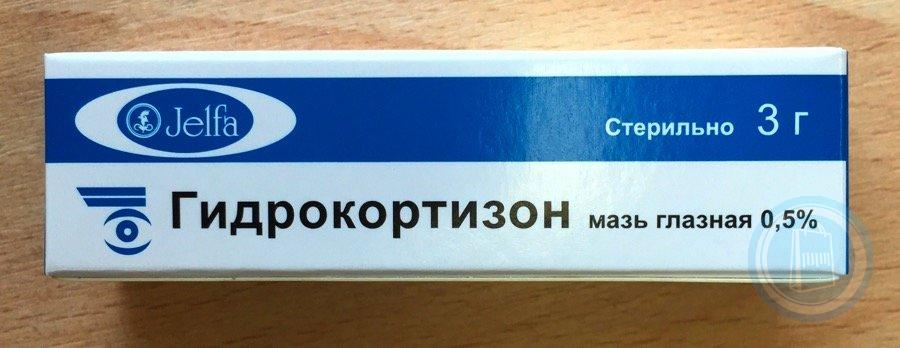 Jelfa
Стерильно 3 г
Гидрокортизон мазь глазная 0,5%